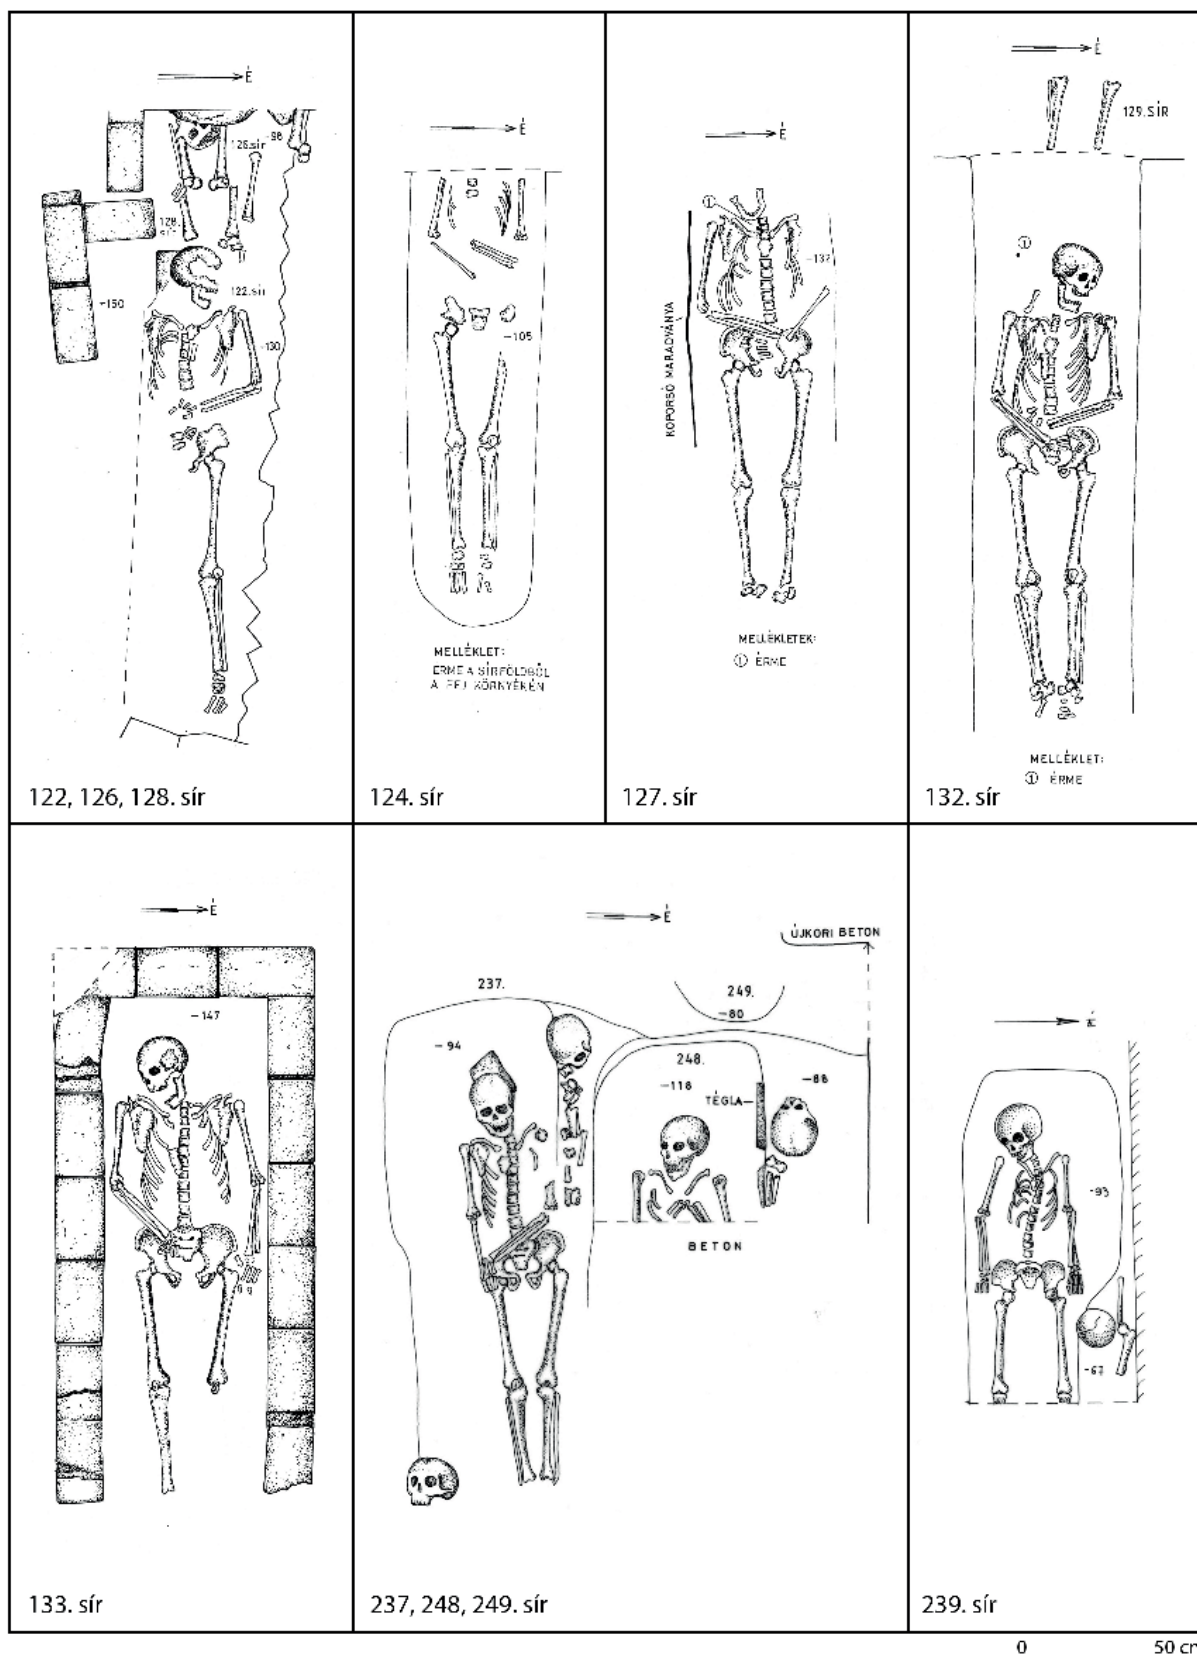 É
126. sír
-98
128.
sír
122. sír
-150
-130
122, 126, 128. sír
É
-105
MELLÉKLET:
ÉRME A SÍRFÖLDBŐL
A FEJ KÖRNYÉKÉN
124. sír
É
①
-132
KOPORSÓ MARADVÁNYA
MELLÉKLETEK:
① ÉRME
127. sír
É
129. SÍR
①
MELLÉKLET:
① ÉRME
132. sír
É
-147
133. sír
É
ÚJKORI BETON
237.
249.
-80
-94
248.
-118
-88
TÉGLA
BETON
237, 248, 249. sír
É
-93
-67
239. sír
0 50 cm